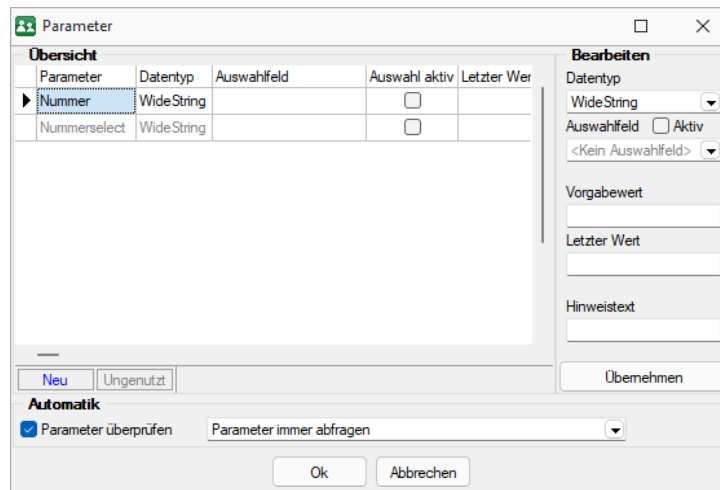 Parameter
Übersicht
Parameter Datentyp Auswahlfeld Auswahl aktiv Letzter Wer
Nummer WideString
Nummerselect WideString
Neu Ungenutzt
Bearbeiten
Datentyp
WideString
Auswahlfeld Aktiv
<Kein Auswahlfeld>
Vorgabewert
Letzter Wert
Hinweistext
Übernehmen
Automatik
Parameter überprüfen Parameter immer abfragen
Ok Abbrechen